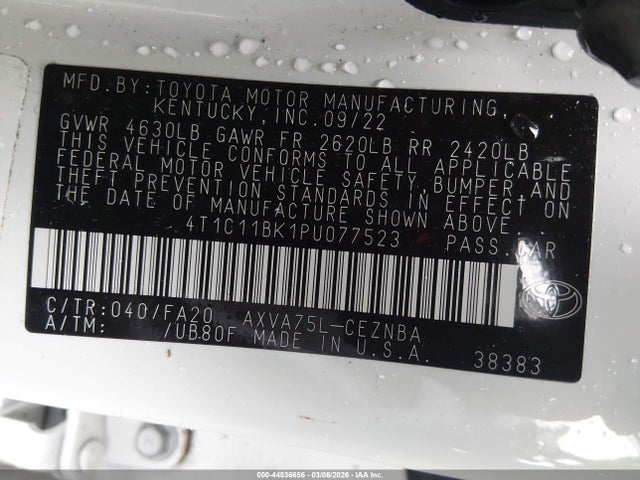 MFD. BY: TOYOTA MOTOR MANUFACTURING,
KENTUCKY, INC. 09/22
GVWR 4630LB GAWR FR 2620LB RR 2420LB
THIS VEHICLE CONFORMS TO ALL APPLICABLE
FEDERAL MOTOR VEHICLE SAFETY, BUMPER AND
THEFT PREVENTION STANDARDS IN EFFECT ON
THE DATE OF MANUFACTURE SHOWN ABOVE.
4T1C11BK1PU077523 PASS. CAR
C/TR: 040/FA20 AXVA75L-CEZNBA
A/TM: /UB80F MADE IN U.S.A.
38383
TOYOTA
000-44536656 - 03/06/2026 - IAA Inc.